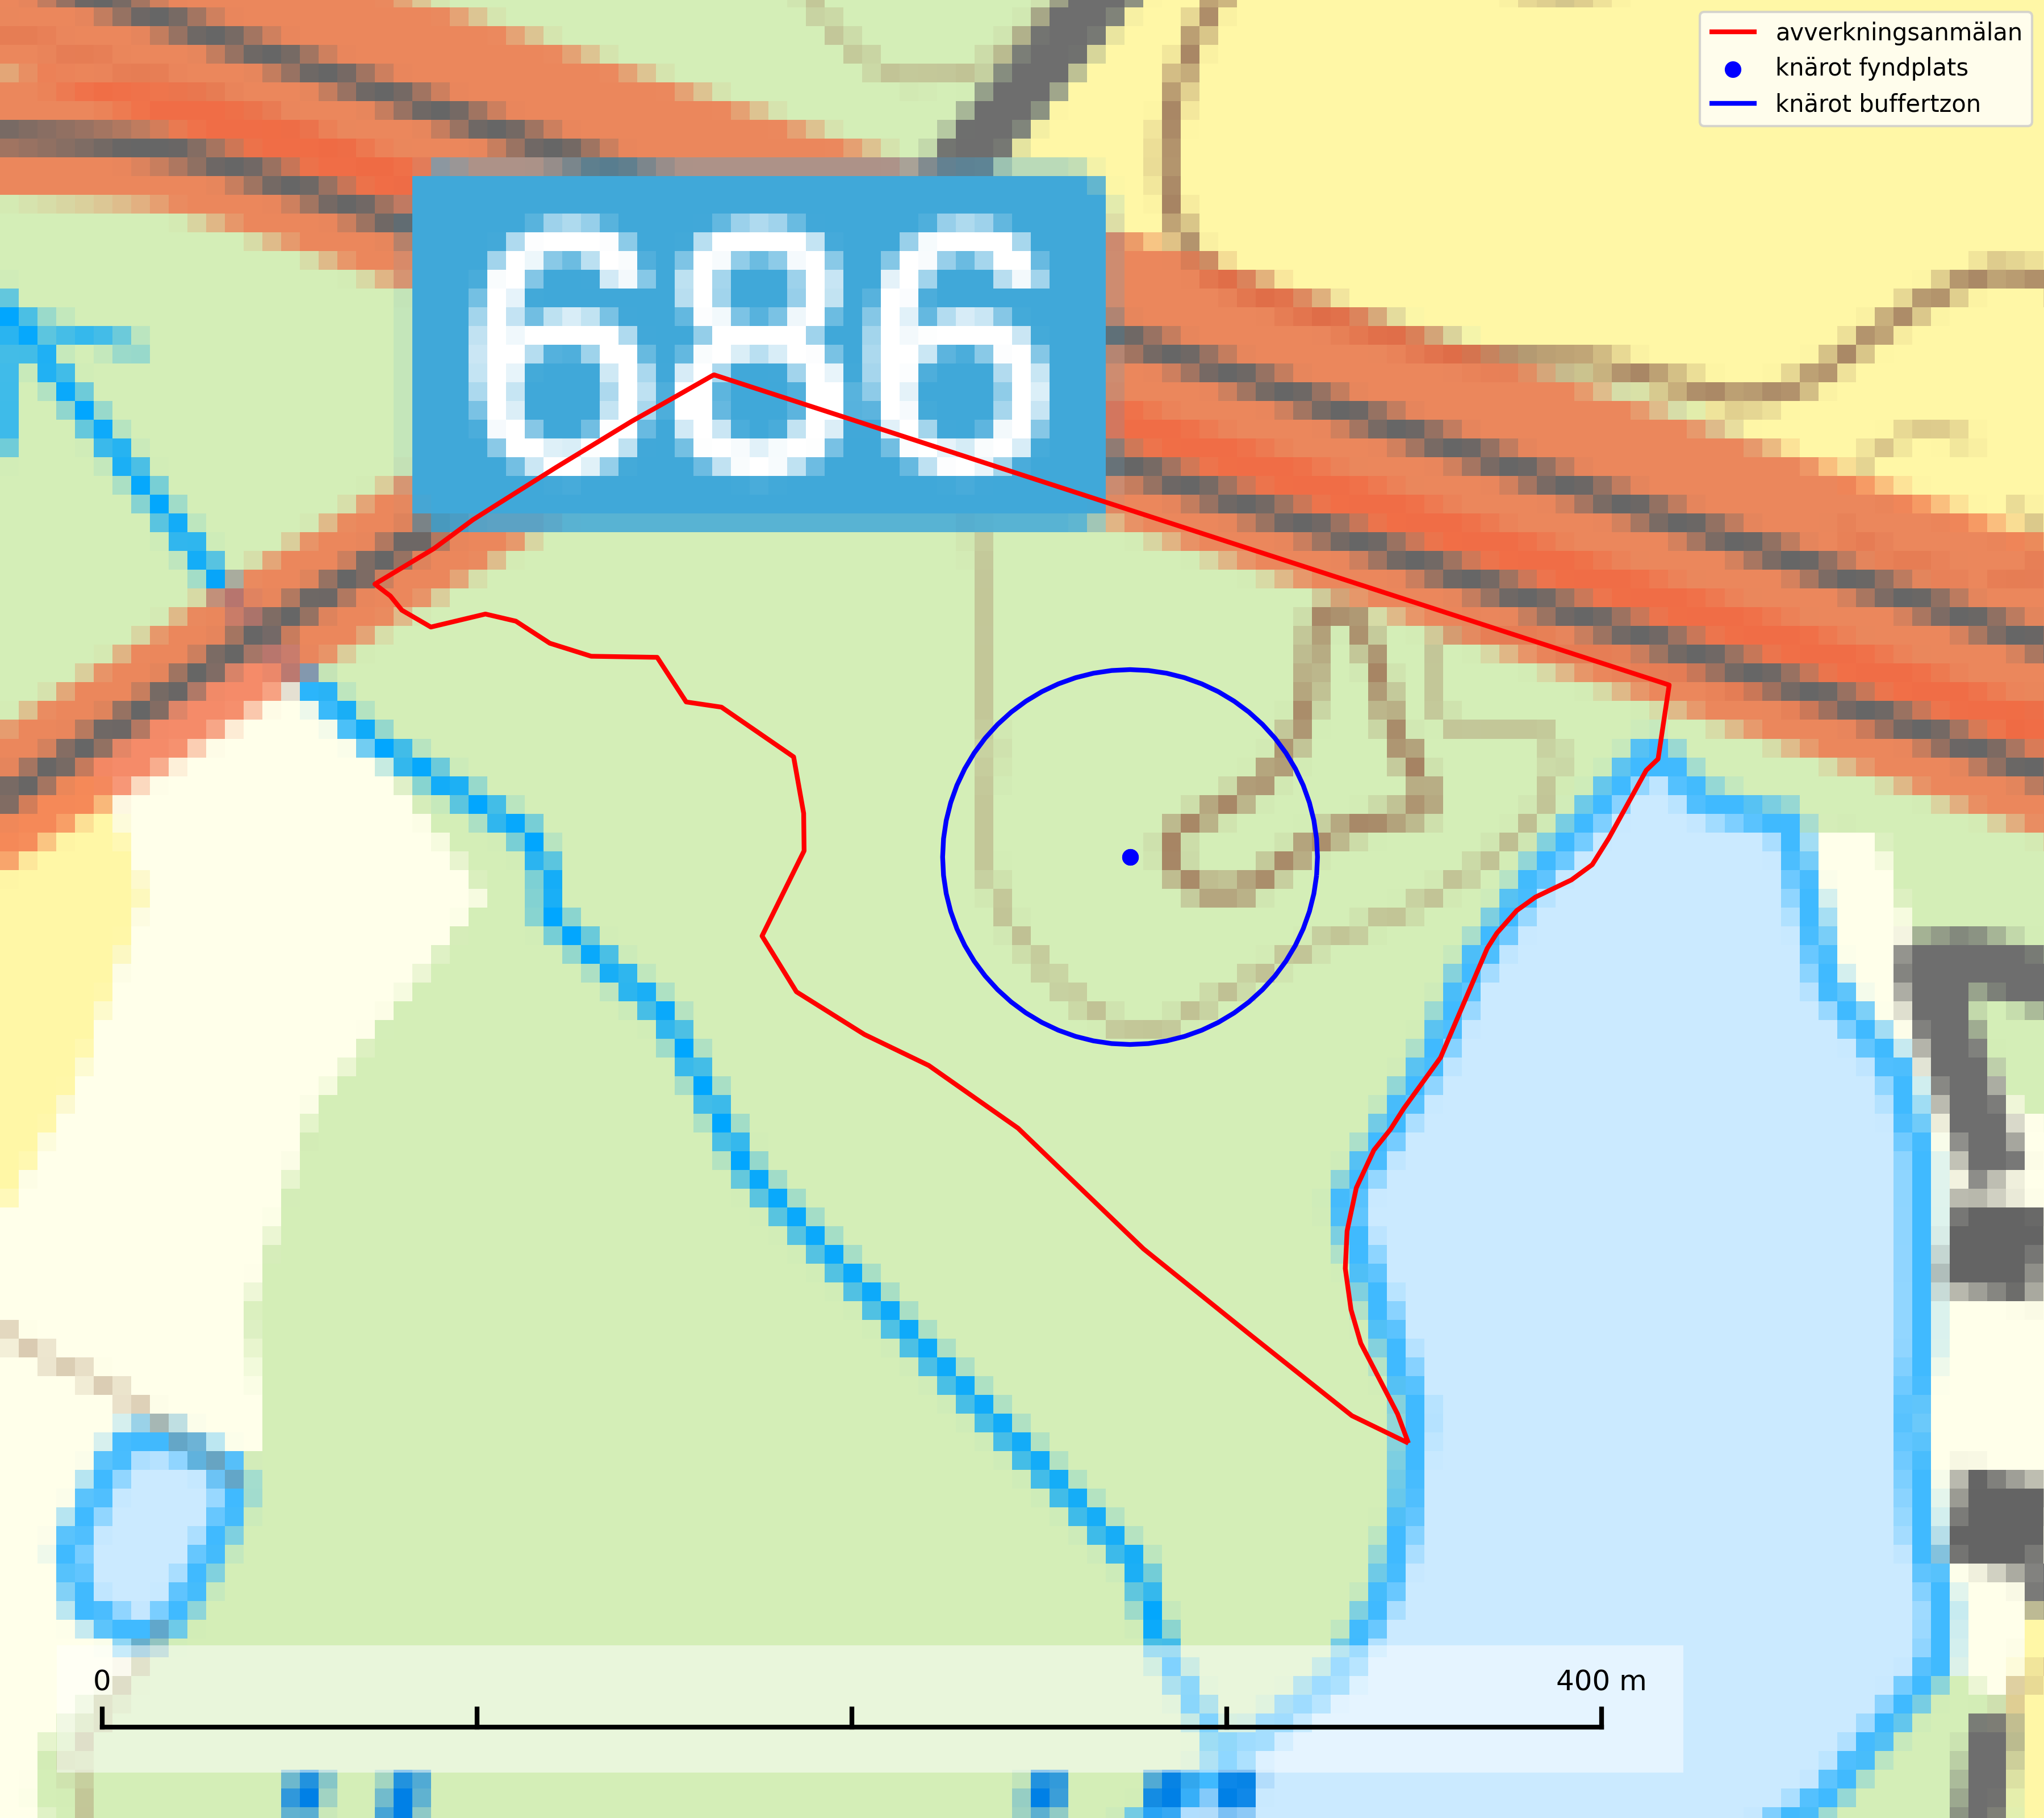 avverkningsanmälan
knärot fyndplats
knärot buffertzon
686
0 400 m